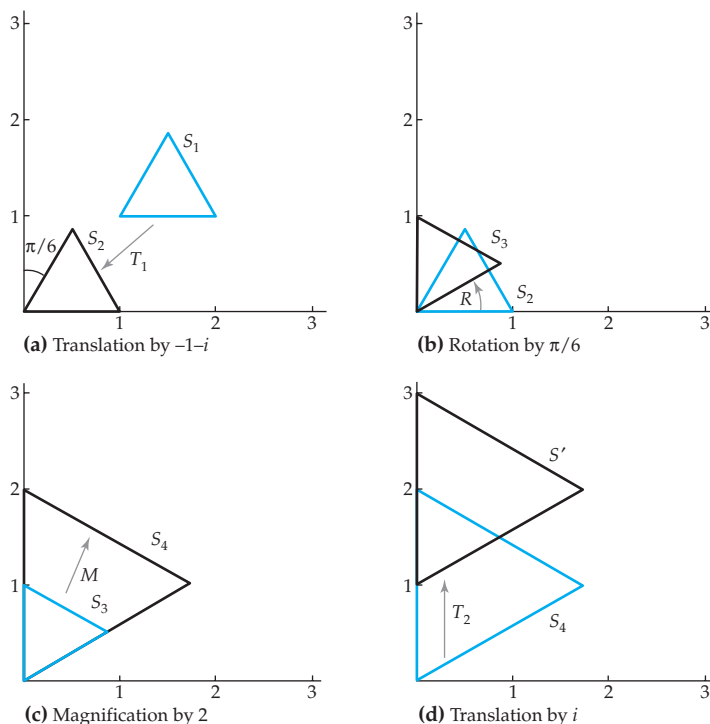 3
2
S₁
1
π/6
S₂
T₁
1
2
3
(a) Translation by –1–i
3
2
1
S₃
R
S₂
1
2
3
(b) Rotation by π/6
3
2
S₄
M
1
S₃
1
2
3
(c) Magnification by 2
3
S′
2
1
T₂
S₄
1
2
3
(d) Translation by i